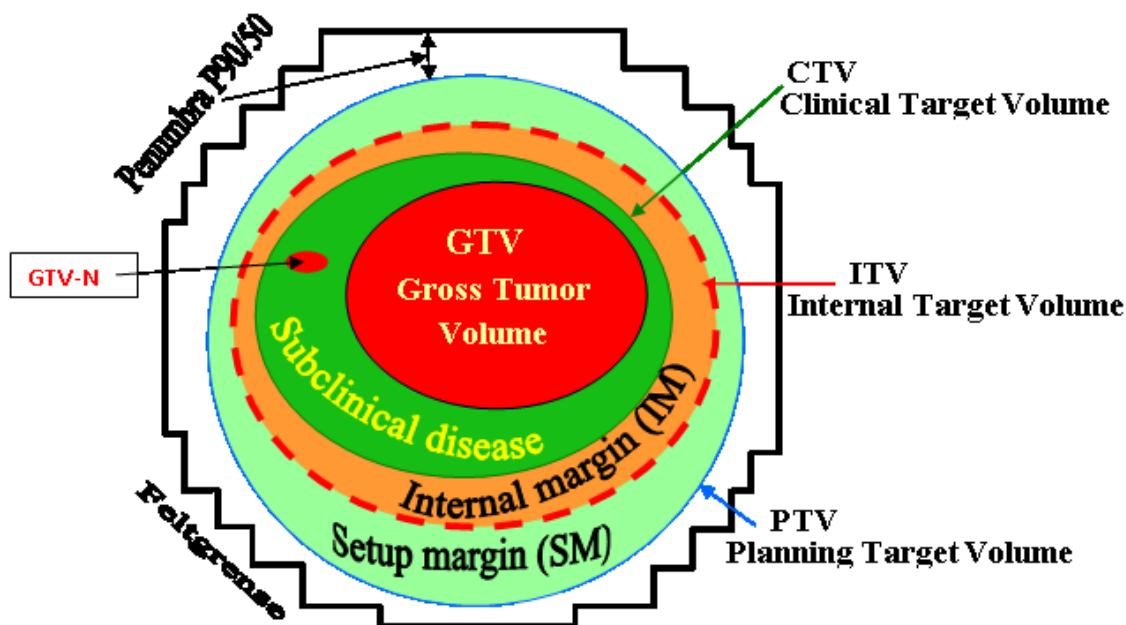 Penumbra P90/50
CTV
Clinical Target Volume
GTV
Gross Tumor
Volume
GTV-N
ITV
Internal Target Volume
Subclinical disease
Internal margin (IM)
Setup margin (SM)
Feltgrense
PTV
Planning Target Volume